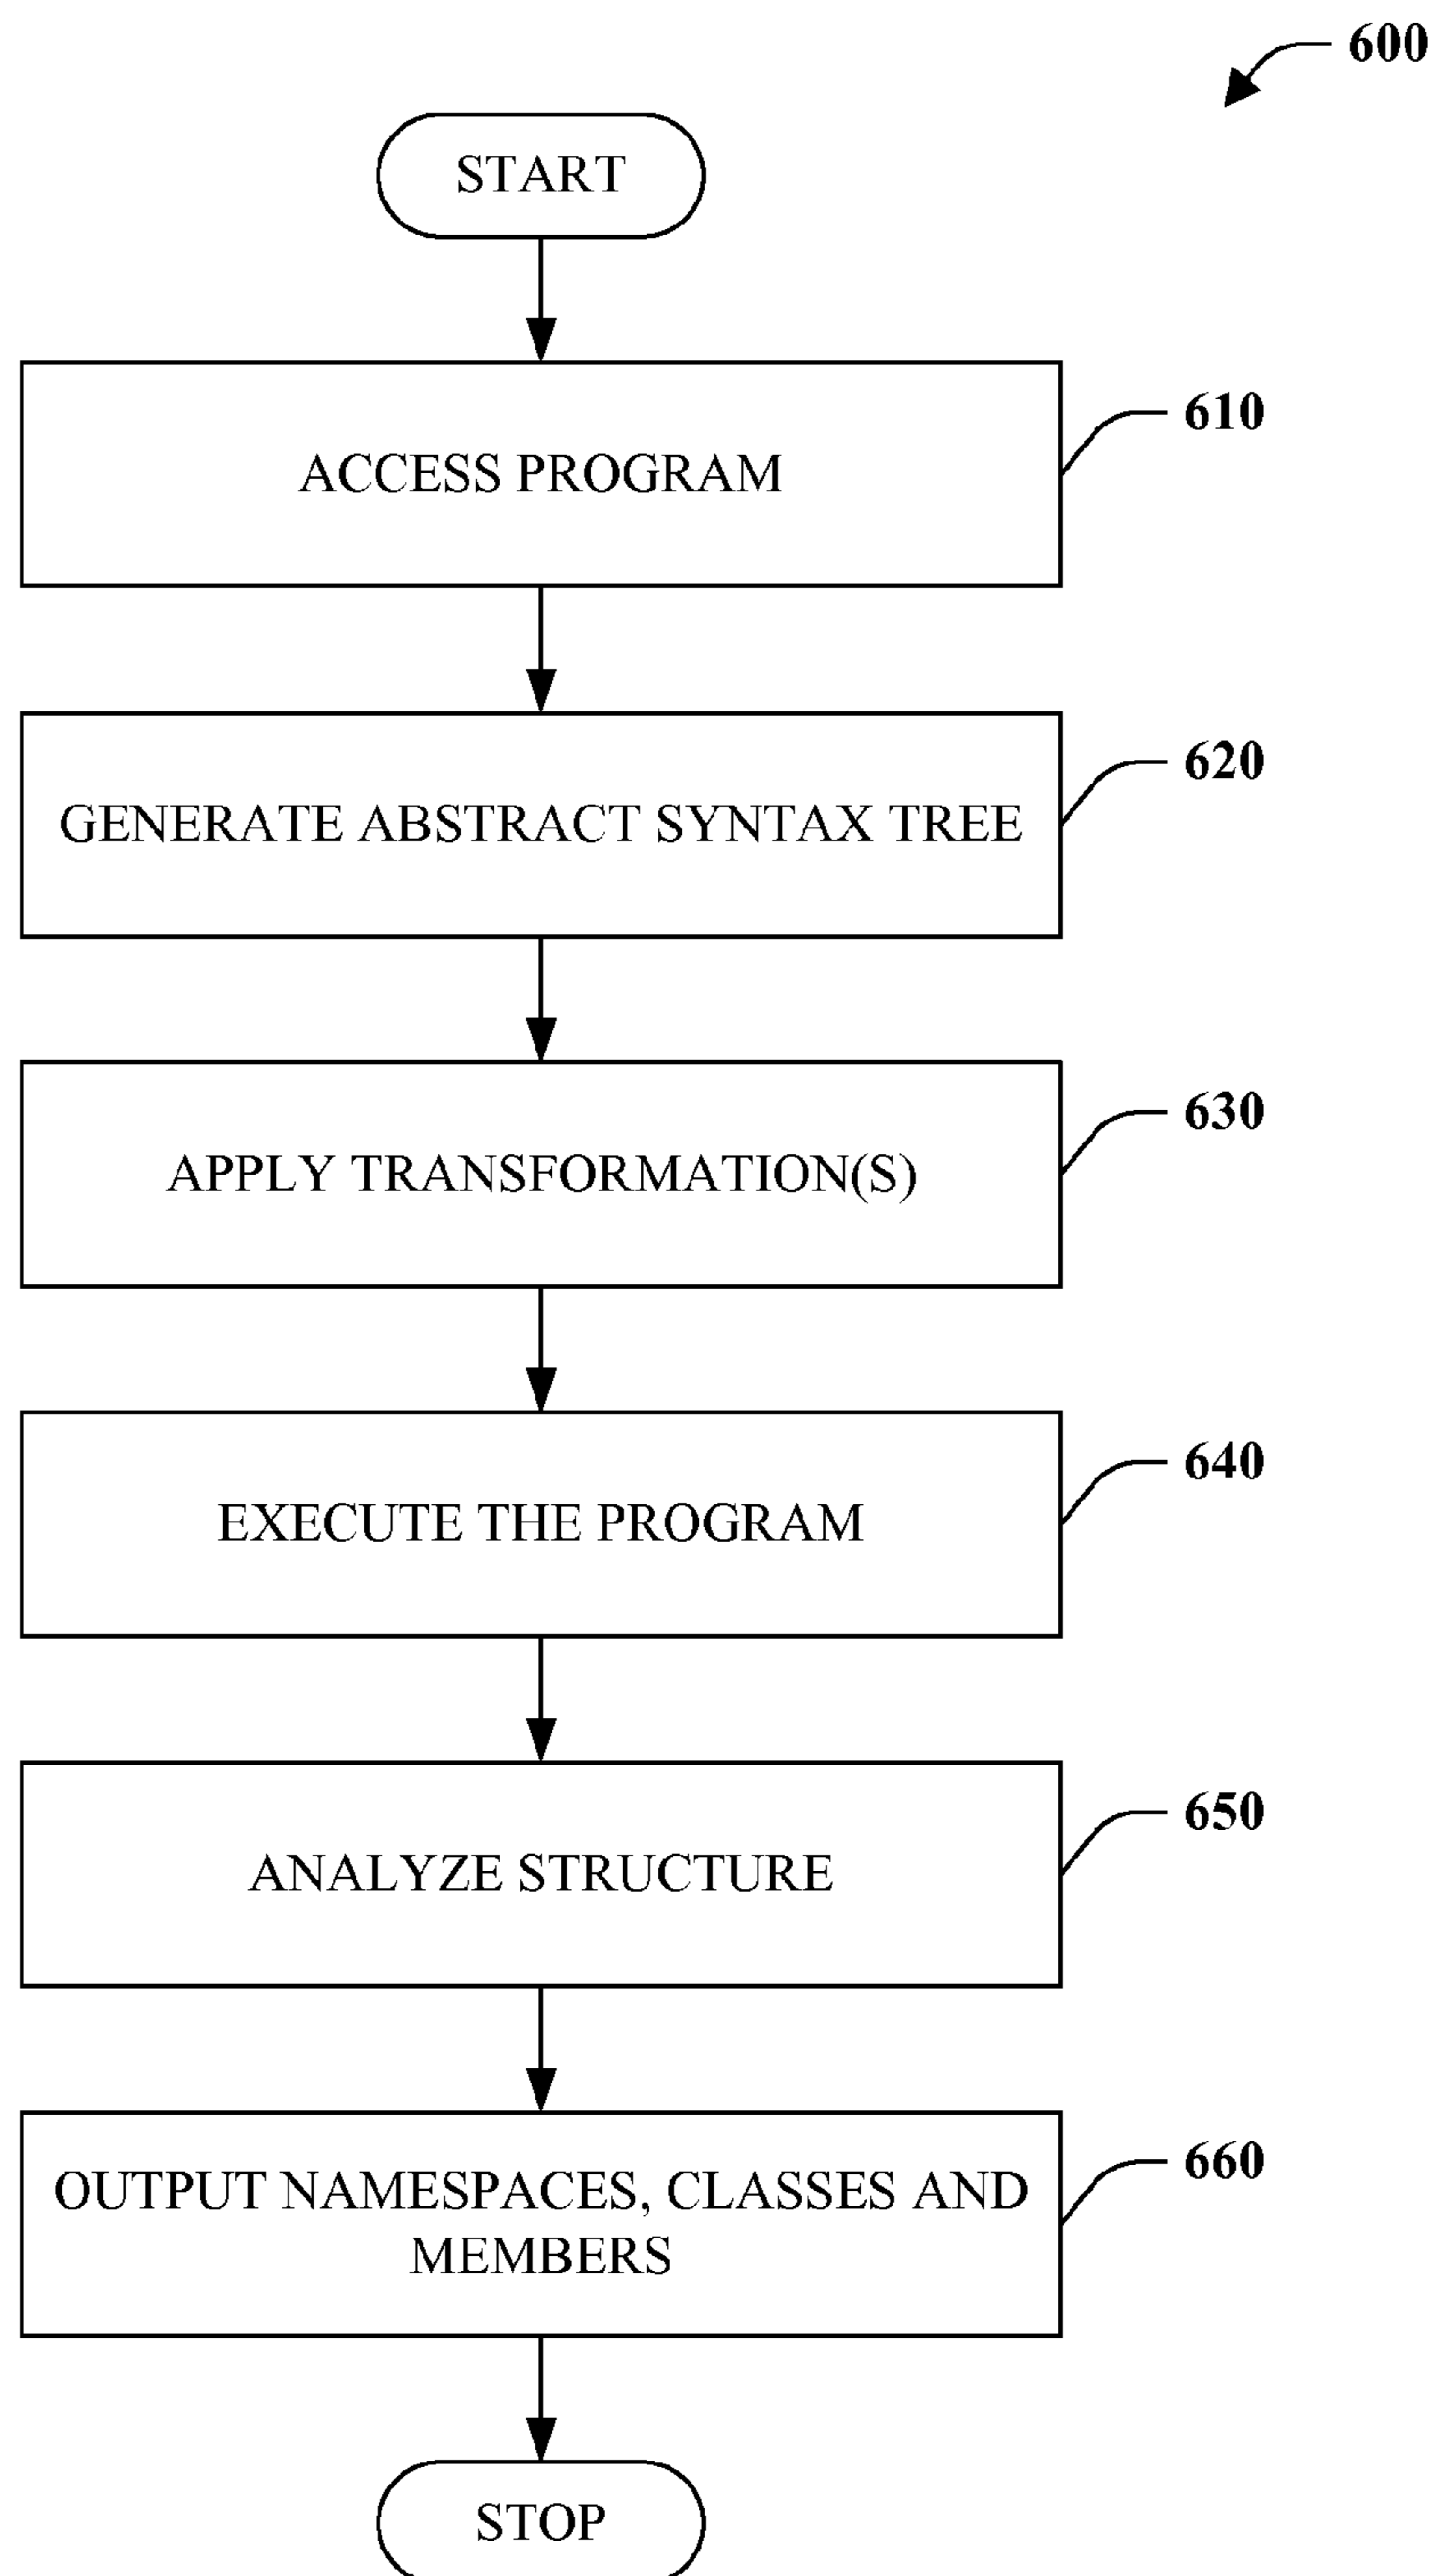 600
START
ACCESS PROGRAM
610
GENERATE ABSTRACT SYNTAX TREE
620
APPLY TRANSFORMATION(S)
630
EXECUTE THE PROGRAM
640
ANALYZE STRUCTURE
650
OUTPUT NAMESPACES, CLASSES AND
MEMBERS
660
STOP